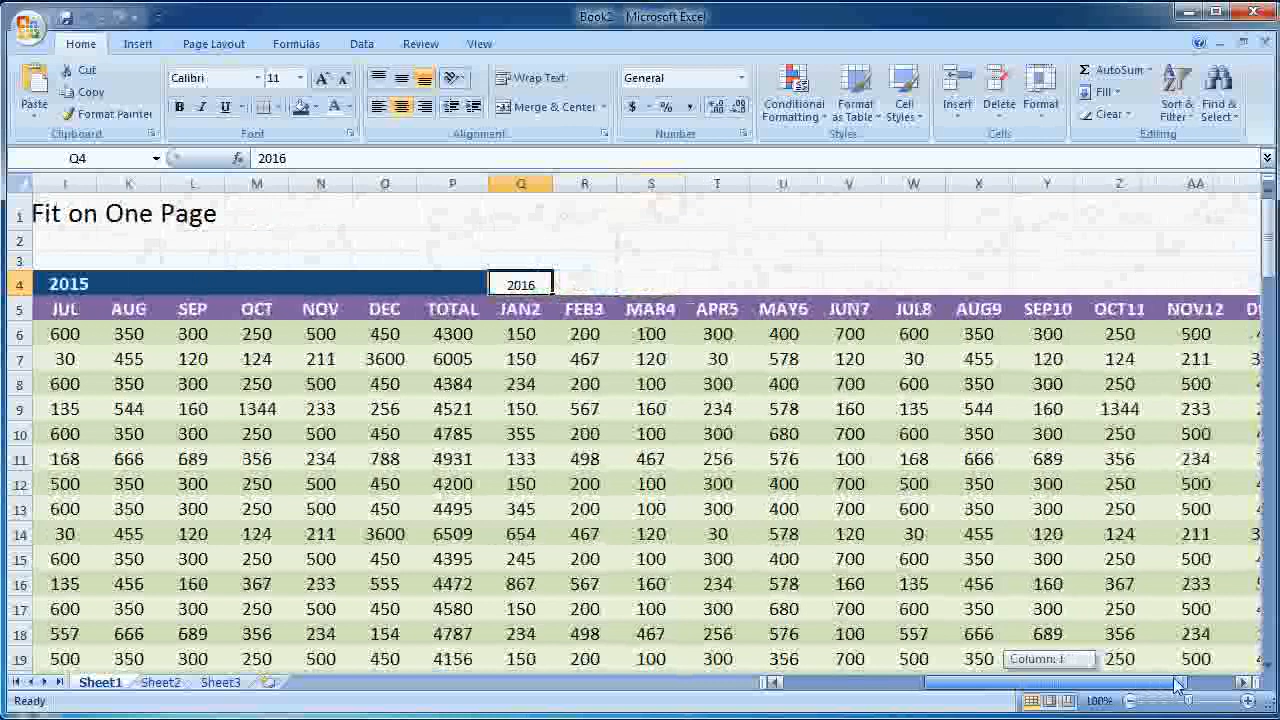 Book2 - Microsoft Excel
Home Insert Page Layout Formulas Data Review View
Cut
Copy
Format Painter
Paste
Clipboard
Calibri 11
B I U A
Font
Wrap Text
Merge & Center
Alignment
General
$ % ,
Number
Conditional Formatting
Format as Table
Cell Styles
Styles
Insert Delete Format
Cells
AutoSum
Fill
Clear
Sort & Filter
Find & Select
Editing
Q4 fx 2016
K L M N O P Q R S T U V W X Y Z AA
1 Fit on One Page
2
3
4 2015 2016
5 JUL AUG SEP OCT NOV DEC TOTAL JAN2 FEB3 MAR4 APR5 MAY6 JUN7 JUL8 AUG9 SEP10 OCT11 NOV12
6 600 350 300 250 500 450 4300 150 200 100 300 400 700 600 350 300 250 500
7 30 455 120 124 211 3600 6005 150 467 120 30 578 120 30 455 120 124 211
8 600 350 300 250 500 450 4384 234 200 100 300 400 700 600 350 300 250 500
9 135 544 160 1344 233 256 4521 150 567 160 234 578 160 135 544 160 1344 233
10 600 350 300 250 500 450 4785 355 200 100 300 680 700 600 350 300 250 500
11 168 666 689 356 234 788 4931 133 498 467 256 576 100 168 666 689 356 234
12 500 350 300 250 500 450 4200 150 200 100 300 400 700 500 350 300 250 500
13 600 350 300 250 500 450 4495 345 200 100 300 400 700 600 350 300 250 500
14 30 455 120 124 211 3600 6509 654 467 120 30 578 120 30 455 120 124 211
15 600 350 300 250 500 450 4395 245 200 100 300 400 700 600 350 300 250 500
16 135 456 160 367 233 555 4472 867 567 160 234 578 160 135 456 160 367 233
17 600 350 300 250 500 450 4580 150 200 100 300 680 700 600 350 300 250 500
18 557 666 689 356 234 154 4787 234 498 467 256 576 100 557 666 689 356 234
19 500 350 300 250 500 450 4156 150 200 100 300 356 700 500 350 250 500
Column:
Sheet1 Sheet2 Sheet3
Ready 100%